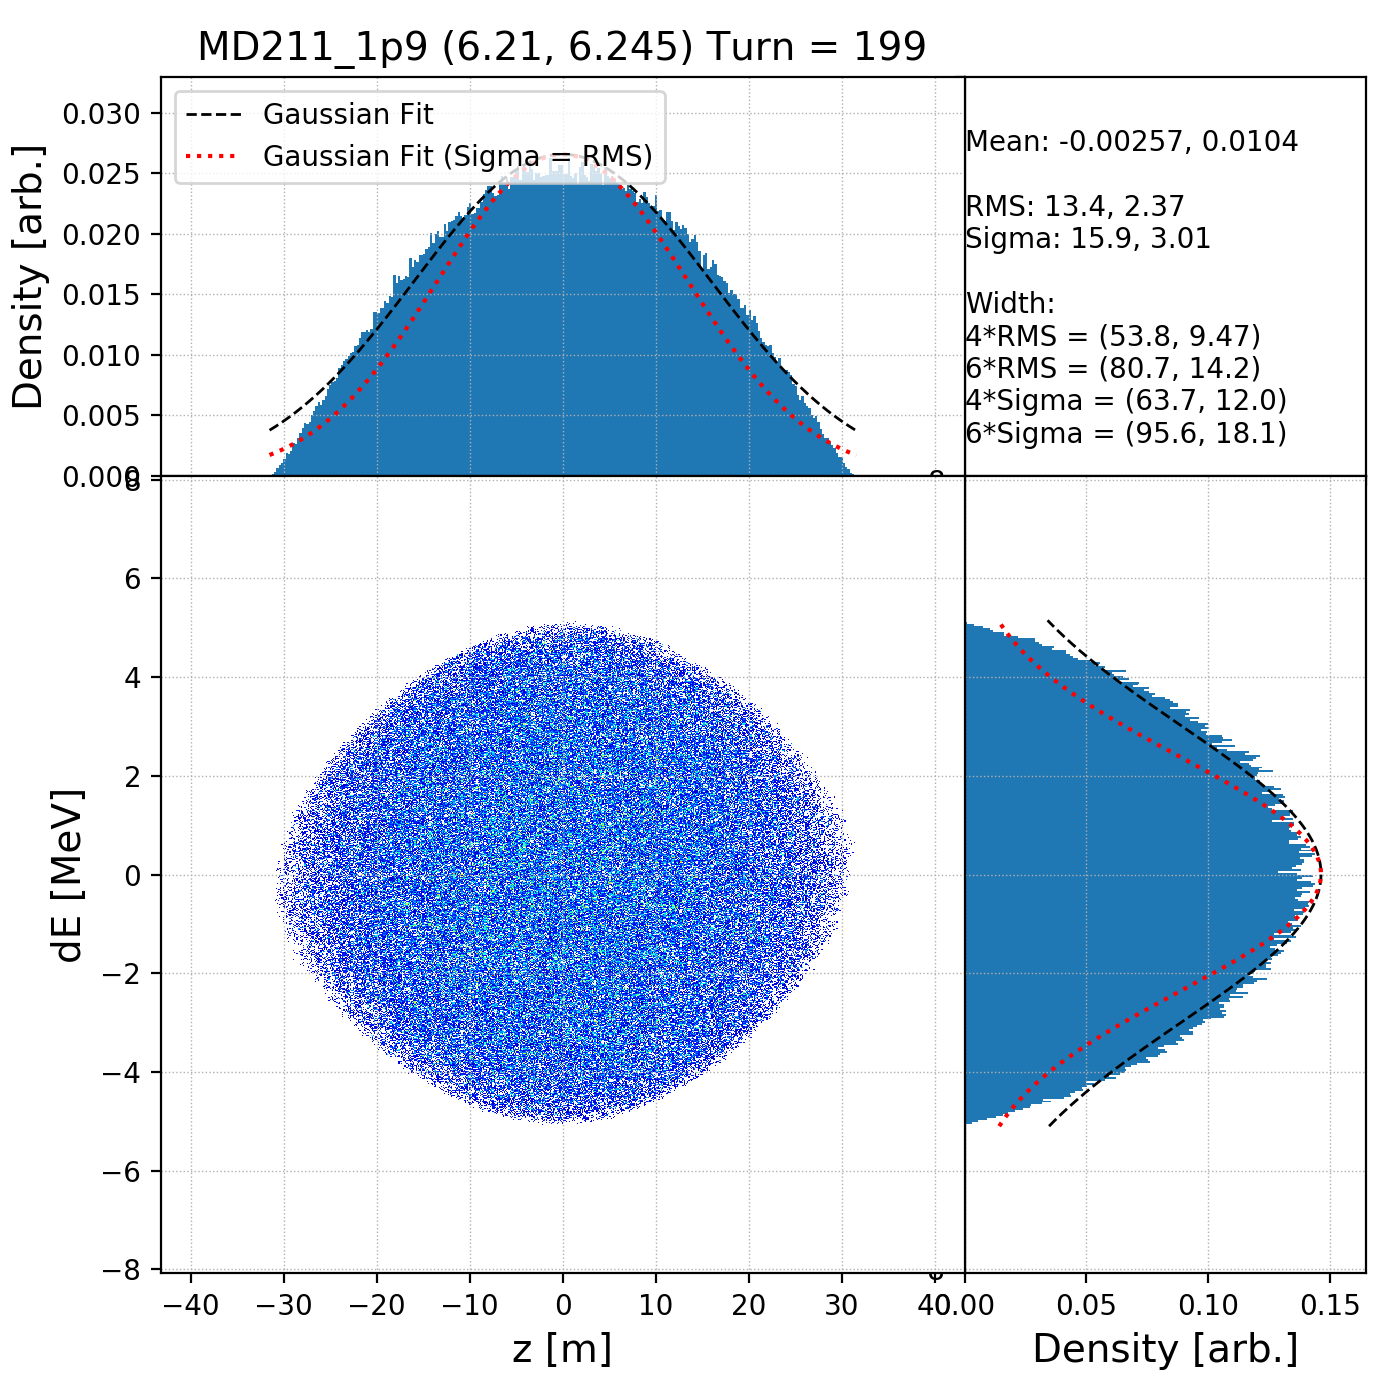 MD211_1p9 (6.21, 6.245) Turn = 199
Gaussian Fit
Gaussian Fit (Sigma = RMS)
Density [arb.]
0.030
0.025
0.020
0.015
0.010
0.005
0.000
Mean: -0.00257, 0.0104
RMS: 13.4, 2.37
Sigma: 15.9, 3.01
Width:
4*RMS = (53.8, 9.47)
6*RMS = (80.7, 14.2)
4*Sigma = (63.7, 12.0)
6*Sigma = (95.6, 18.1)
dE [MeV]
8
6
4
2
0
−2
−4
−6
−8
−40 −30 −20 −10 0 10 20 30 40
z [m]
0.00 0.05 0.10 0.15
Density [arb.]